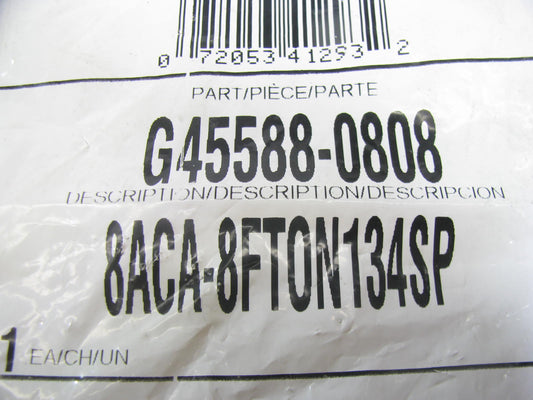 0 72053 41293 2
PART/PIÈCE/PARTE
G45588-0808
DESCRIPTION/DESCRIPTION/DESCRIPCION
8ACA-8FTON134SP
1 EA/CH/UN